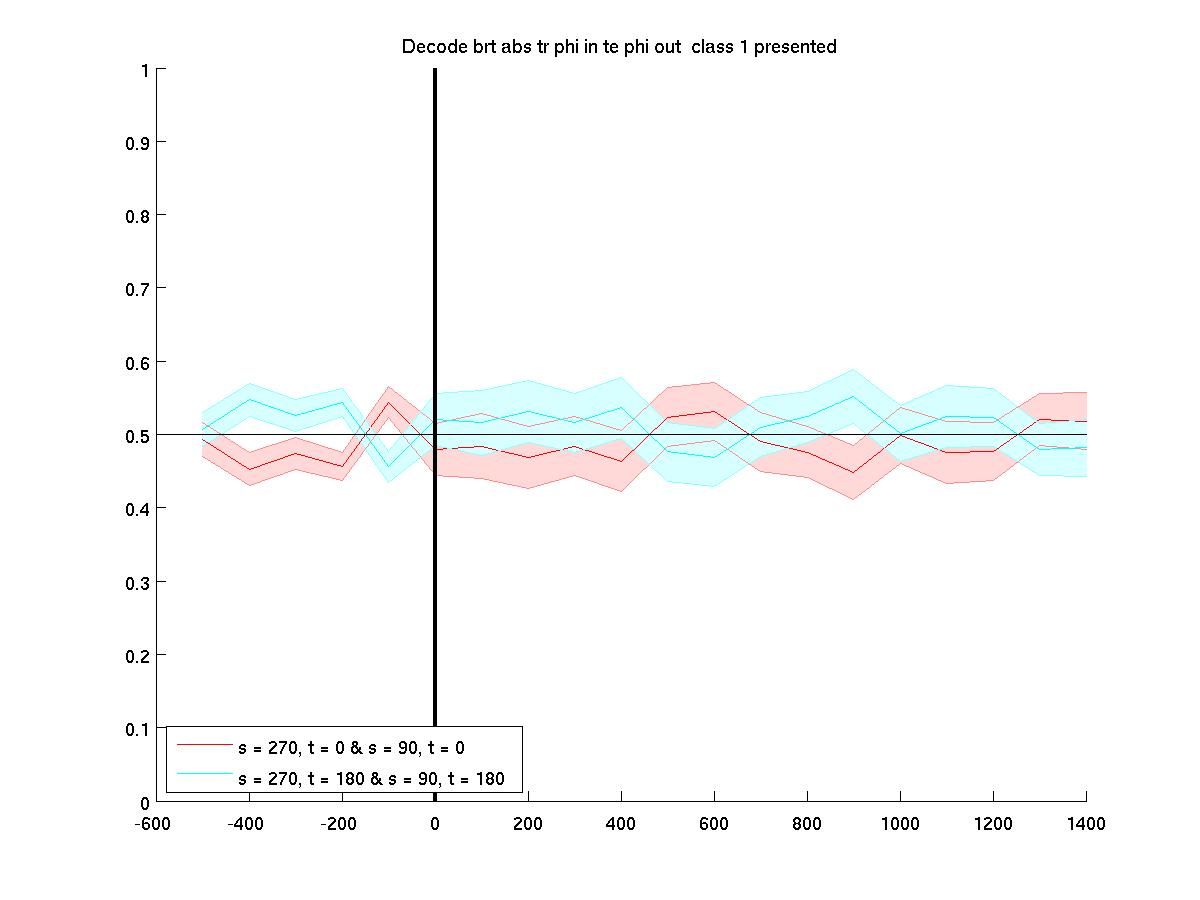 Decode brt abs tr phi in te phi out  class 1 presented
1
0.9
0.8
0.7
0.6
0.5
0.4
0.3
0.2
0.1
0
s = 270, t = 0 & s = 90, t = 0
s = 270, t = 180 & s = 90, t = 180
-600 -400 -200 0 200 400 600 800 1000 1200 1400